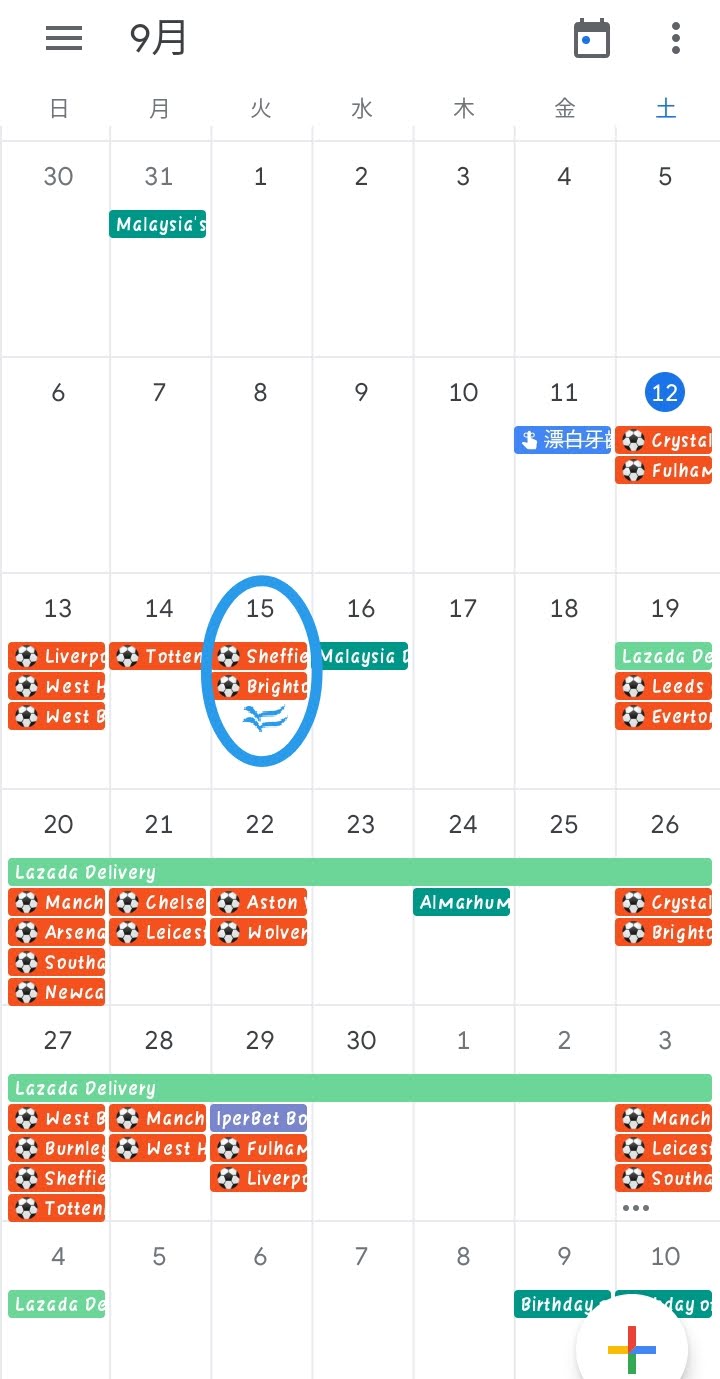 9月
日 月 火 水 木 金 土
30 31 1 2 3 4 5
Malaysia's
6 7 8 9 10 11 12
漂白牙 Crystal
Fulham
13 14 15 16 17 18 19
Liverpo Totten Sheffie Malaysia D Lazada De
West H Brighto Leeds
West B Everto
20 21 22 23 24 25 26
Lazada Delivery
Manch Chelse Aston Almarhum Crystal
Arsena Leices Wolver Brighto
Southa
Newca
27 28 29 30 1 2 3
Lazada Delivery
West B Manch IperBet Bo Manch
Burnley West H Fulham Leices
Sheffie Liverpo Southa
Totten
4 5 6 7 8 9 10
Lazada De Birthday day of